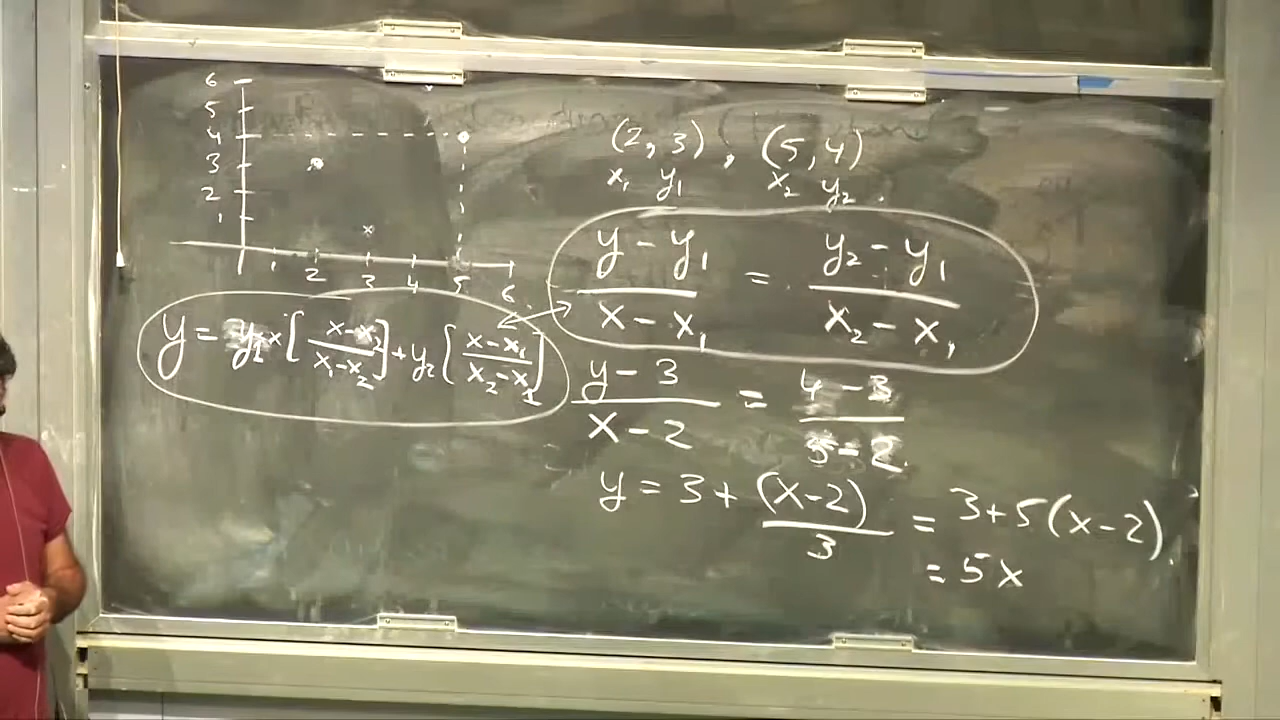 6
5
4
3
2
1
1 2 3 4 5 6
y = y₁ × [ (x - x₂) / (x₁ - x₂) ] + y₂ [ (x - x₁) / (x₂ - x₁) ]
(2, 3) , (5, 4)
x₁ y₁ x₂ y₂
(y - y₁) / (x - x₁) = (y₂ - y₁) / (x₂ - x₁)
(y - 3) / (x - 2) = (4 - 3) / (5 - 2)
y = 3 + (x - 2) / 3 = 3 + 5(x - 2)
= 5x